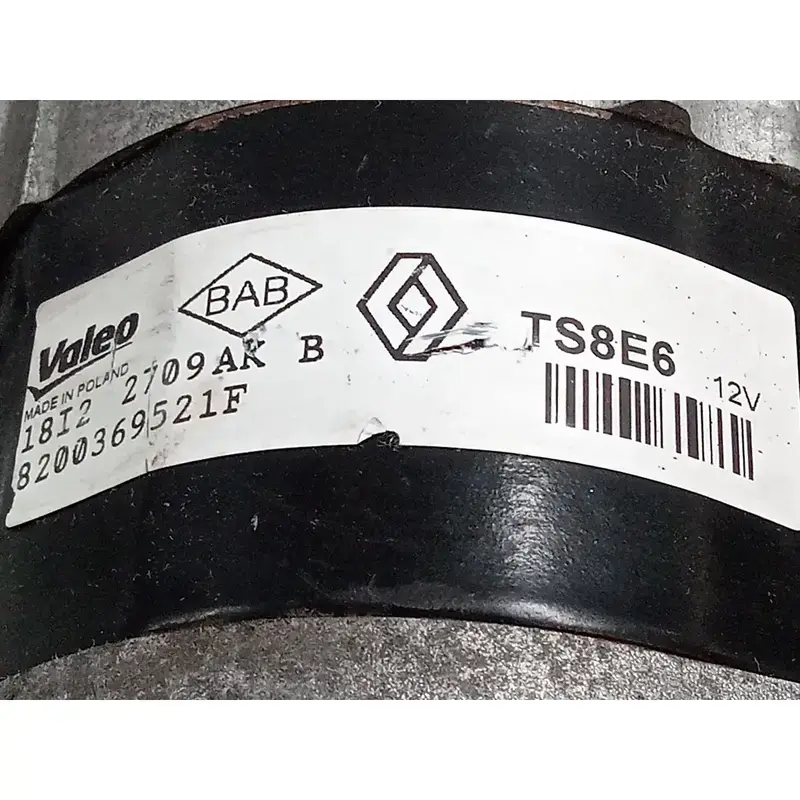 Valeo
MADE IN POLAND
BAB
18I2 2709AK B
8200369521F
TS8E6
12V